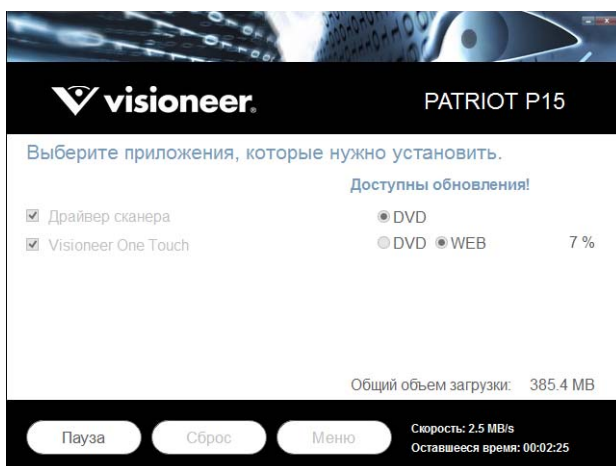 visioneer.
PATRIOT P15
Выберите приложения, которые нужно установить.
Доступны обновления!
Драйвер сканера DVD
Visioneer One Touch DVD WEB 7 %
Общий объем загрузки: 385.4 MB
Пауза Сброс Меню
Скорость: 2.5 MB/s
Оставшееся время: 00:02:25